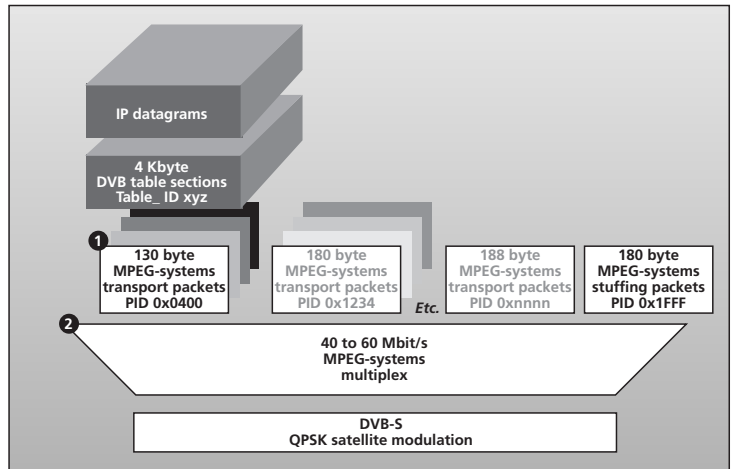 IP datagrams
4 Kbyte
DVB table sections
Table_ ID xyz
1
130 byte
MPEG-systems
transport packets
PID 0x0400
180 byte
MPEG-systems
transport packets
PID 0x1234
Etc.
188 byte
MPEG-systems
transport packets
PID 0xnnnn
180 byte
MPEG-systems
stuffing packets
PID 0x1FFF
2
40 to 60 Mbit/s
MPEG-systems
multiplex
DVB-S
QPSK satellite modulation